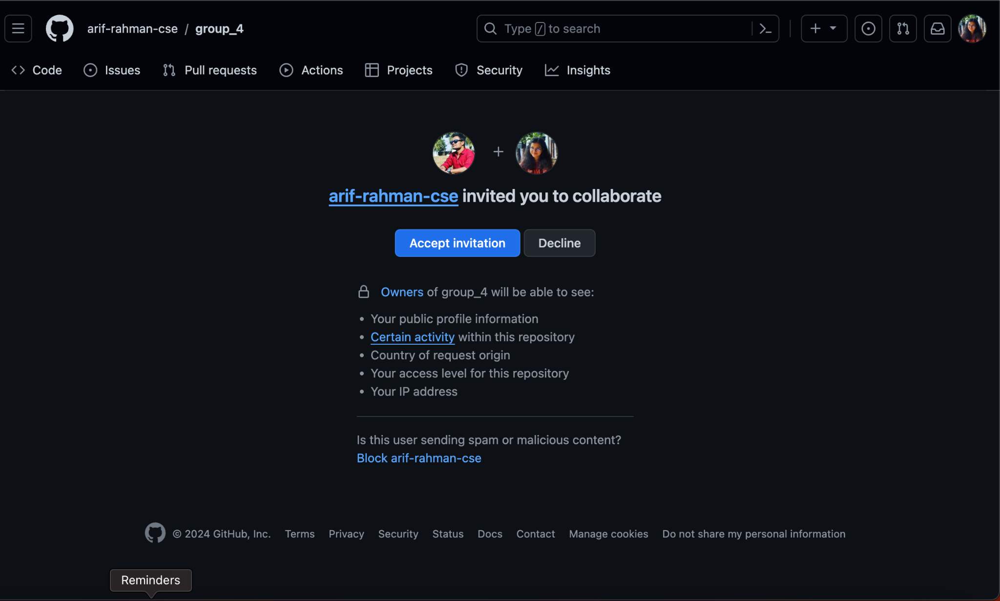 arif-rahman-cse / group_4
Type / to search
Code Issues Pull requests Actions Projects Security Insights
arif-rahman-cse invited you to collaborate
Accept invitation Decline
Owners of group_4 will be able to see:
• Your public profile information
• Certain activity within this repository
• Country of request origin
• Your access level for this repository
• Your IP address
Is this user sending spam or malicious content?
Block arif-rahman-cse
© 2024 GitHub, Inc. Terms Privacy Security Status Docs Contact Manage cookies Do not share my personal information
Reminders